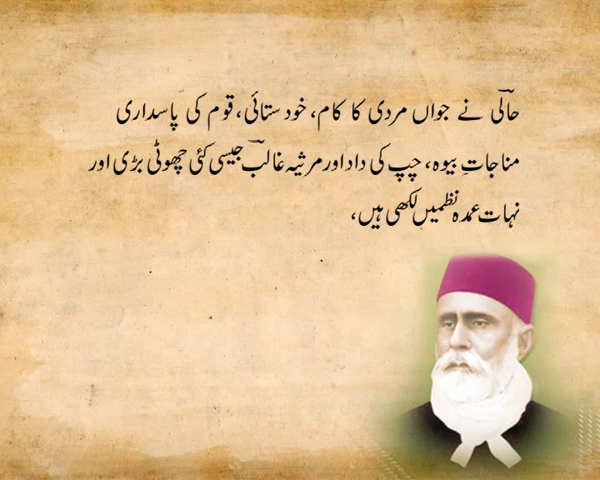 حالیؔ نے جواں مردی کا کام، خود ستائی، قوم کی پاسداری
مناجاتِ بیوہ، چپ کی داد اور مرثیہ غالبؔ جیسی کئی چھوٹی بڑی اور
نہات عمدہ نظمیں لکھی ہیں،